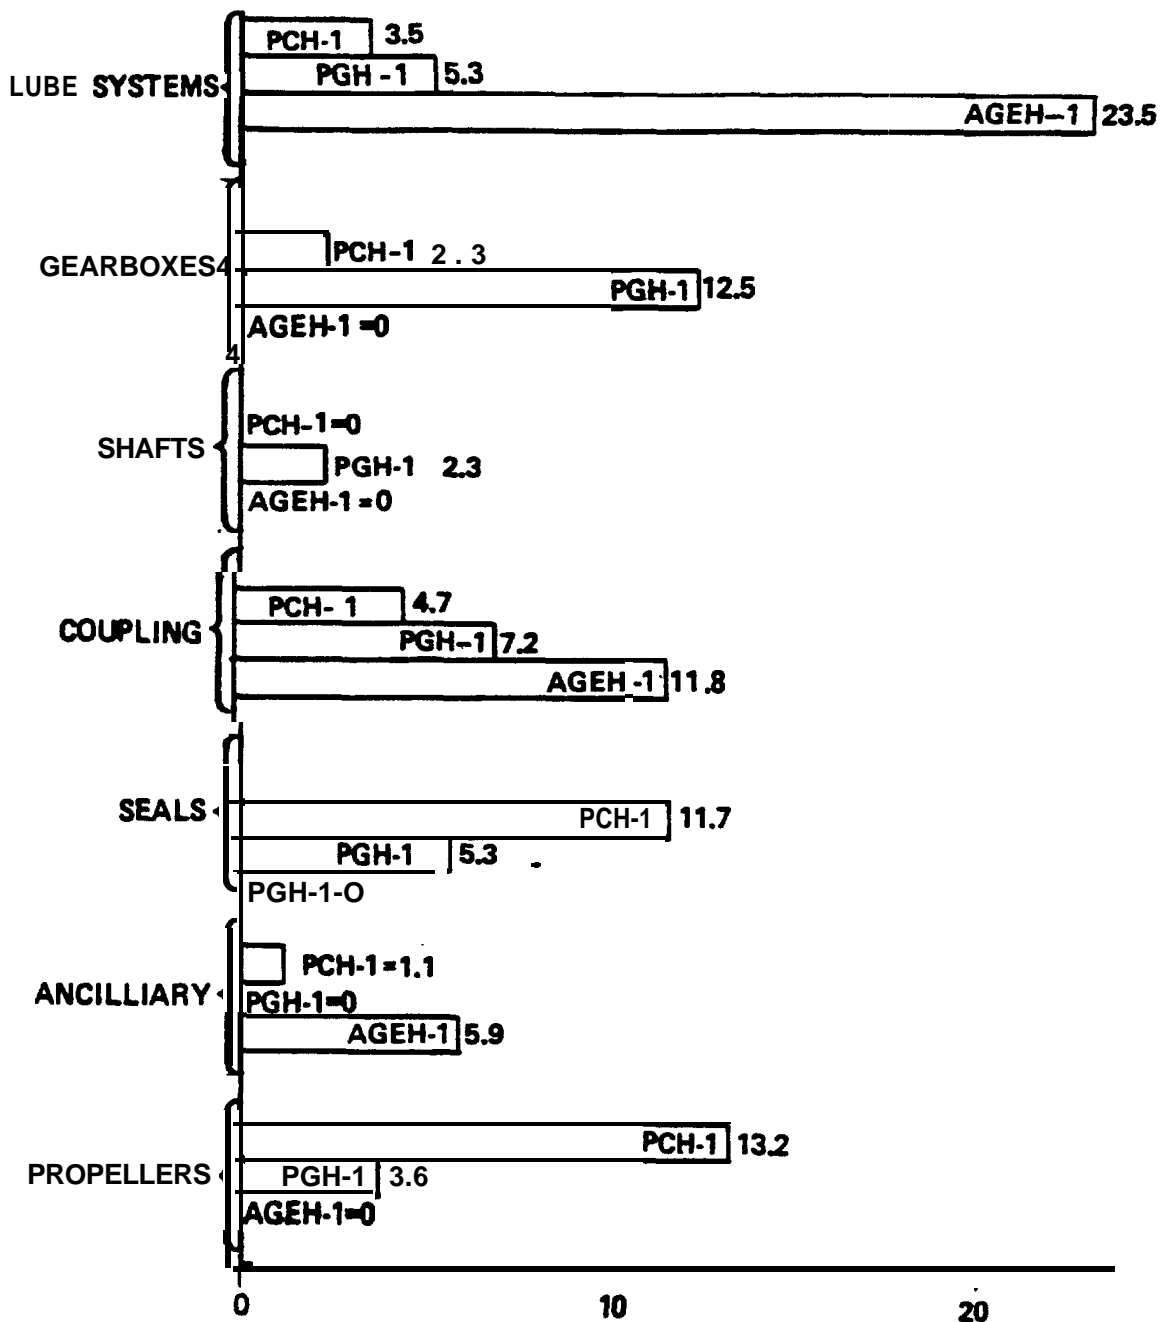 PCH-1 3.5
PGH -1 5.3
LUBE SYSTEMS
AGEH-1 23.5
PCH-1 2 . 3
GEARBOXES4
PGH-1 12.5
AGEH-1 =0
4
PCH-1=0
SHAFTS
PGH-1 2.3
AGEH-1 = 0
PCH- 1 4.7
COUPLING
PGH-1 7.2
AGEH -1 11.8
SEALS
PCH-1 11.7
PGH-1 5.3
PGH-1-O
PCH-1 = 1.1
ANCILLIARY
PGH-1=0
AGEH-1 5.9
PCH-1 13.2
PROPELLERS
PGH-1 3.6
AGEH-1=0
0 10 20